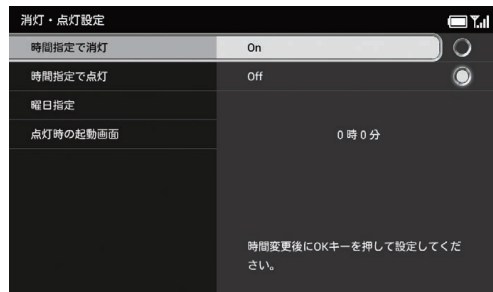 消灯・点灯設定
時間指定で消灯
On
時間指定で点灯
Off
曜日指定
点灯時の起動画面
0 時 0 分
時間変更後にOKキーを押して設定してくだ
さい。